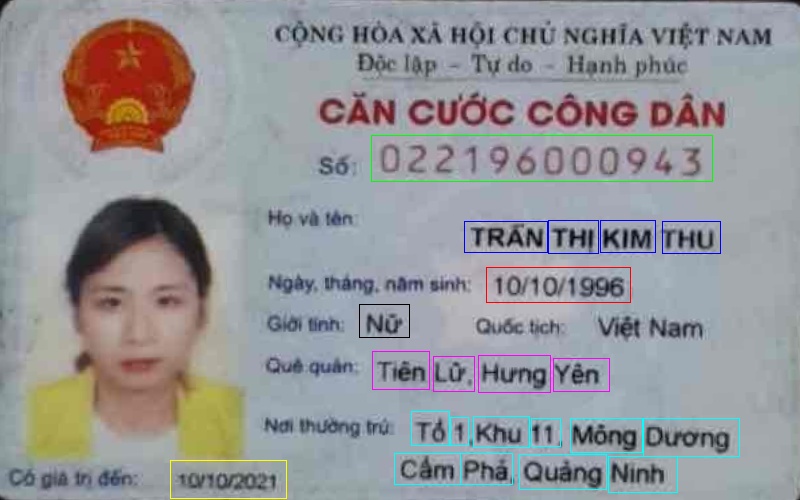 CỘNG HÒA XÃ HỘI CHỦ NGHĨA VIỆT NAM
Độc lập - Tự do - Hạnh phúc
CĂN CƯỚC CÔNG DÂN
Số: 022196000943
Họ và tên:
TRẦN THỊ KIM THU
Ngày, tháng, năm sinh: 10/10/1996
Giới tính: Nữ Quốc tịch: Việt Nam
Quê quán: Tiên Lữ, Hưng Yên
Nơi thường trú: Tổ 1, Khu 11, Mông Dương
Cẩm Phả, Quảng Ninh
Có giá trị đến: 10/10/2021